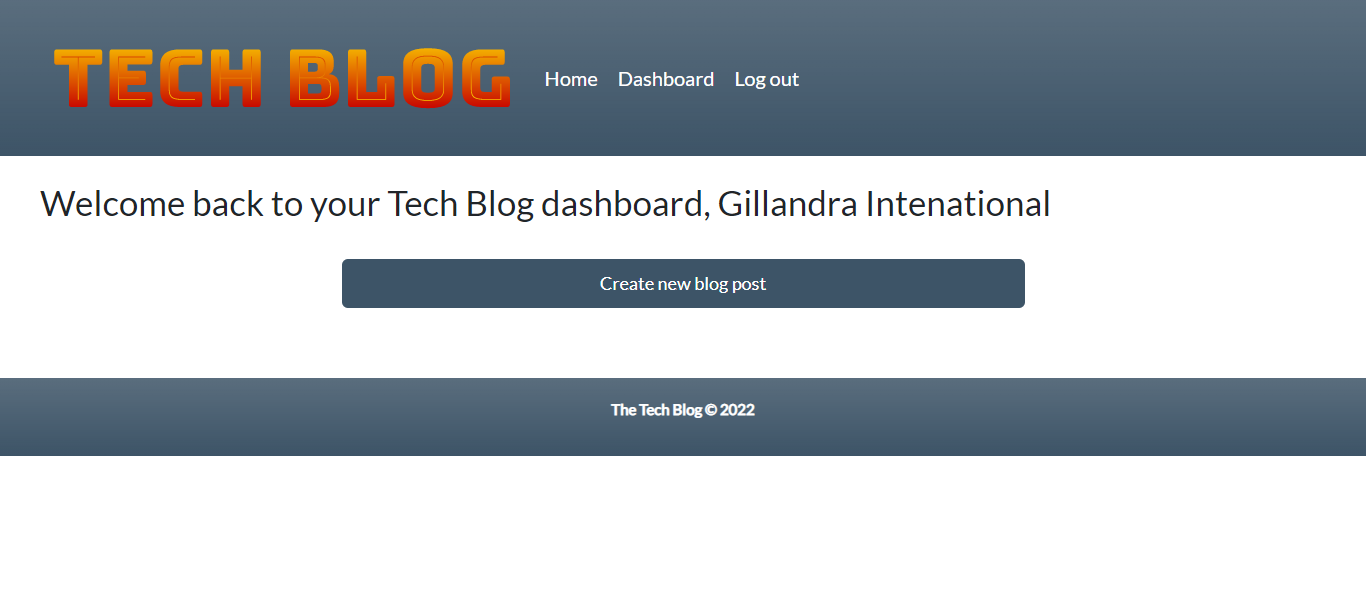 TECH BLOG Home Dashboard Log out
Welcome back to your Tech Blog dashboard, Gillandra Intenational
Create new blog post
The Tech Blog © 2022